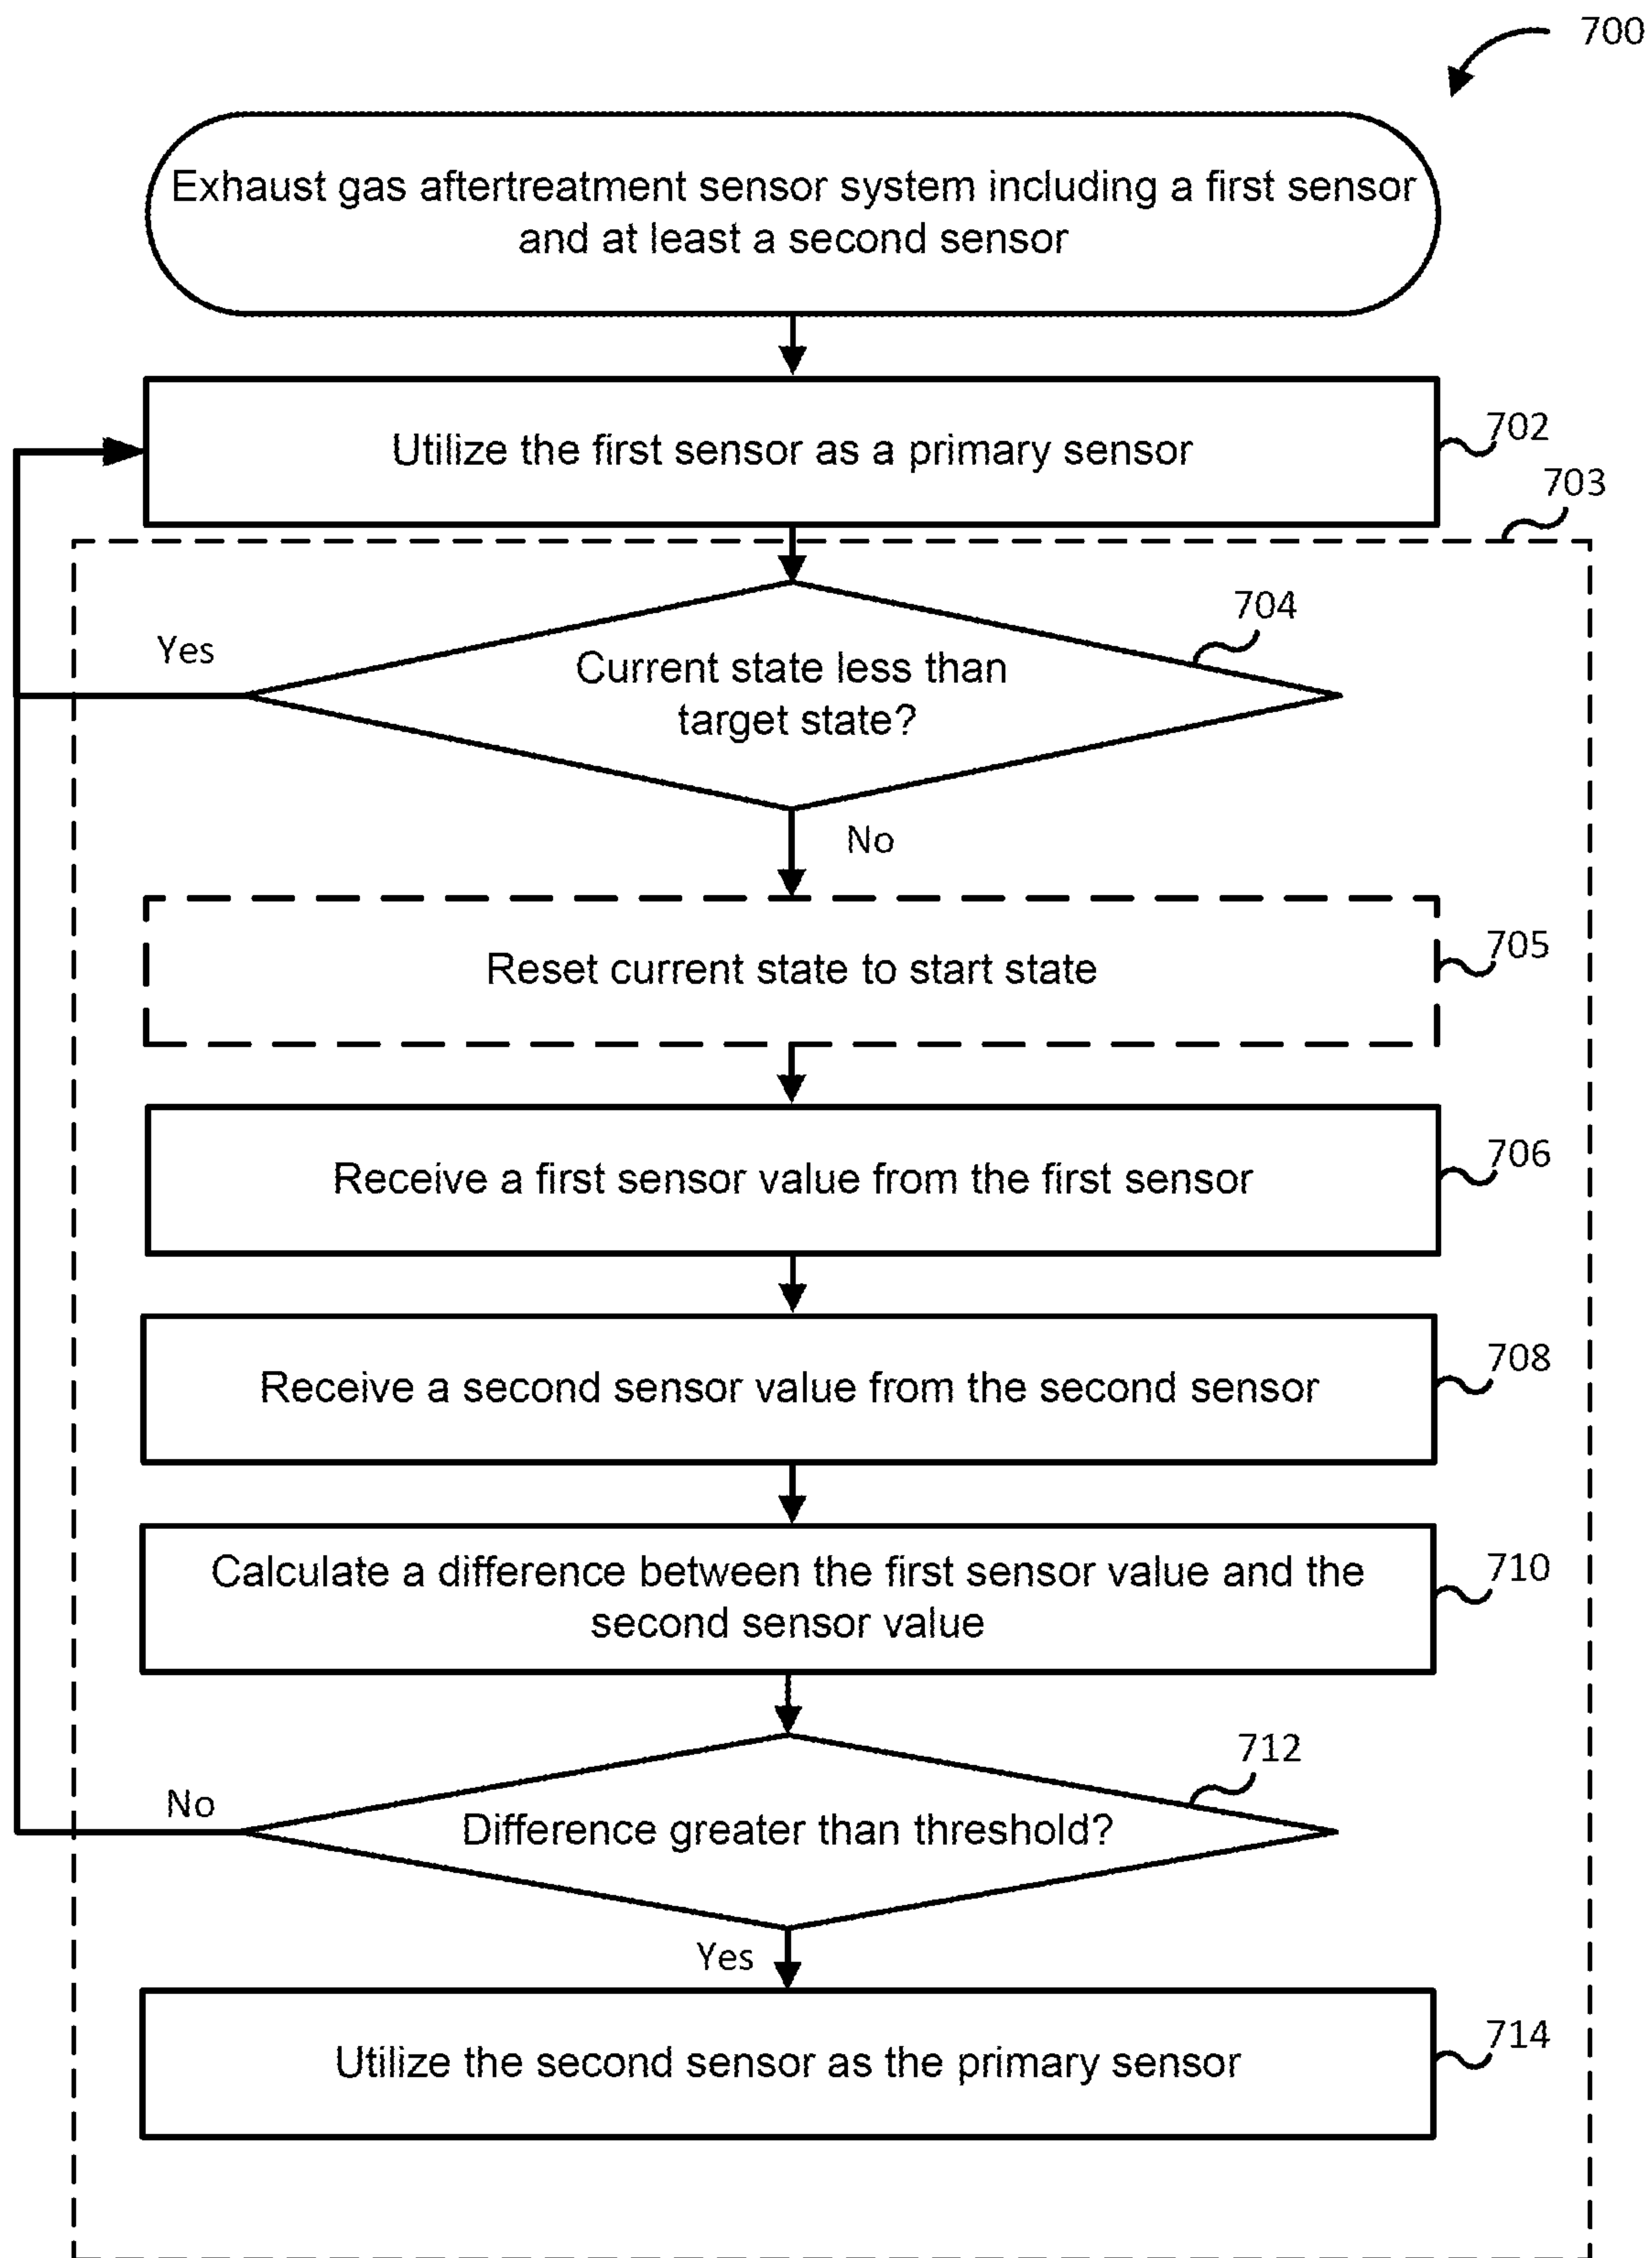 700
Exhaust gas aftertreatment sensor system including a first sensor
and at least a second sensor
Utilize the first sensor as a primary sensor
702
703
704
Yes
Current state less than
target state?
No
Reset current state to start state
705
Receive a first sensor value from the first sensor
706
Receive a second sensor value from the second sensor
708
Calculate a difference between the first sensor value and the
second sensor value
710
712
No
Difference greater than threshold?
Yes
Utilize the second sensor as the primary sensor
714